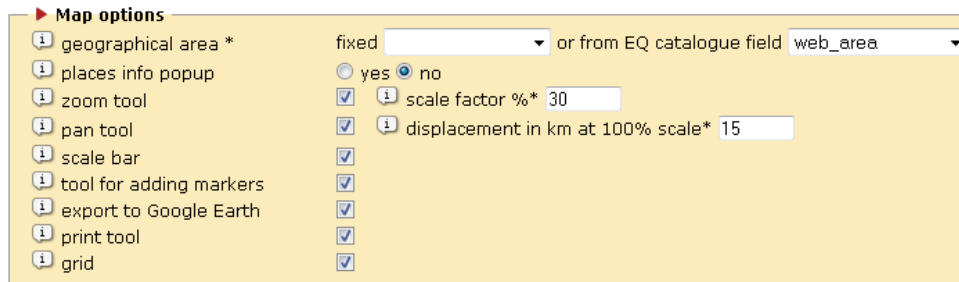 Map options
geographical area * fixed or from EQ catalogue field web_area
places info popup yes no
zoom tool scale factor %* 30
pan tool displacement in km at 100% scale* 15
scale bar
tool for adding markers
export to Google Earth
print tool
grid